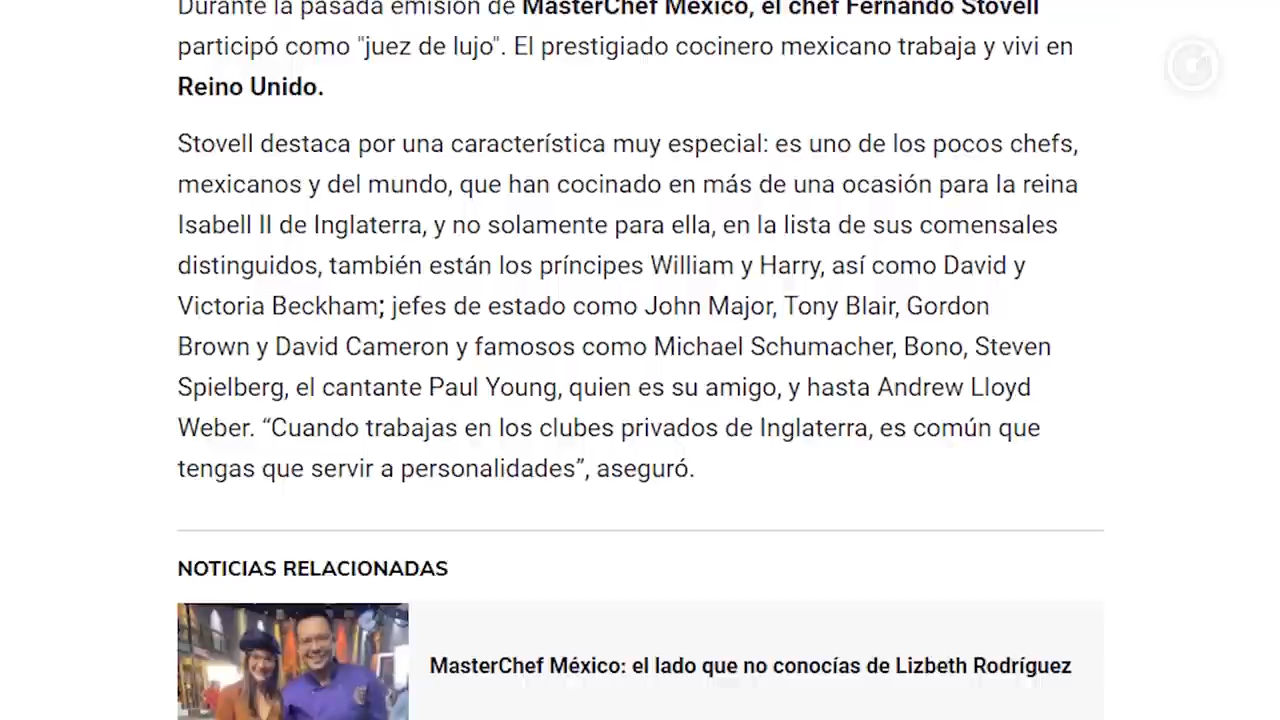 Durante la pasada emisión de MasterChef México, el chef Fernando Stovell
participó como "juez de lujo". El prestigiado cocinero mexicano trabaja y vivi en
Reino Unido.
Stovell destaca por una característica muy especial: es uno de los pocos chefs,
mexicanos y del mundo, que han cocinado en más de una ocasión para la reina
Isabell II de Inglaterra, y no solamente para ella, en la lista de sus comensales
distinguidos, también están los príncipes William y Harry, así como David y
Victoria Beckham; jefes de estado como John Major, Tony Blair, Gordon
Brown y David Cameron y famosos como Michael Schumacher, Bono, Steven
Spielberg, el cantante Paul Young, quien es su amigo, y hasta Andrew Lloyd
Weber. “Cuando trabajas en los clubes privados de Inglaterra, es común que
tengas que servir a personalidades”, aseguró.
NOTICIAS RELACIONADAS
MasterChef México: el lado que no conocías de Lizbeth Rodríguez